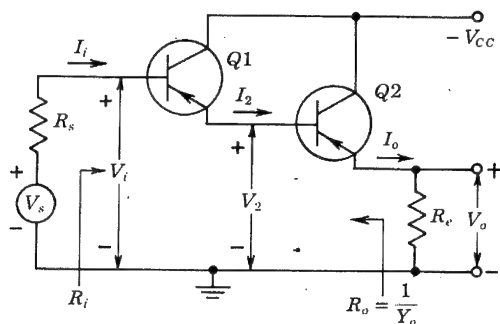 − V_CC
Q1
I_i
Q2
I_2
+
+
R_s
I_o
+
+
V_i
V_2
V_s
R_e
V_o
−
−
−
−
R_i
R_o = 1/Y_o